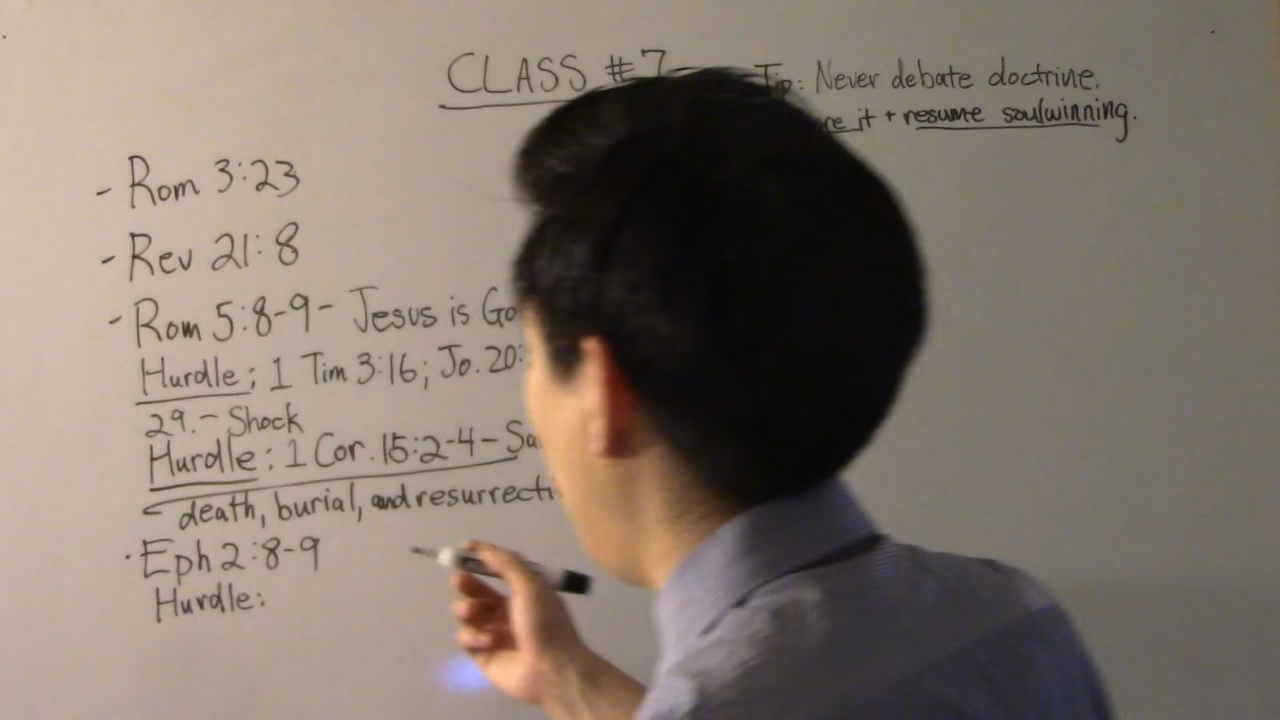 CLASS #7
Tip: Never debate doctrine.
it + resume soulwinning.
- Rom 3:23
- Rev 21:8
- Rom 5:8-9- Jesus is
Hurdle: 1 Tim 3:16; Jo. 20:
29.- Shock
Hurdle: 1 Cor. 15:2-4-
death, burial, and
· Eph 2:8-9
Hurdle: